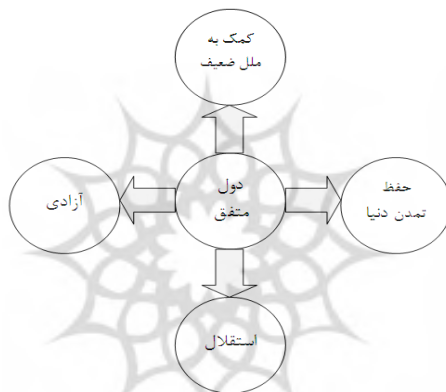 کمک به
ملل ضعیف
حفظ
تمدن دنیا
دول
متفق
آزادی
استقلال